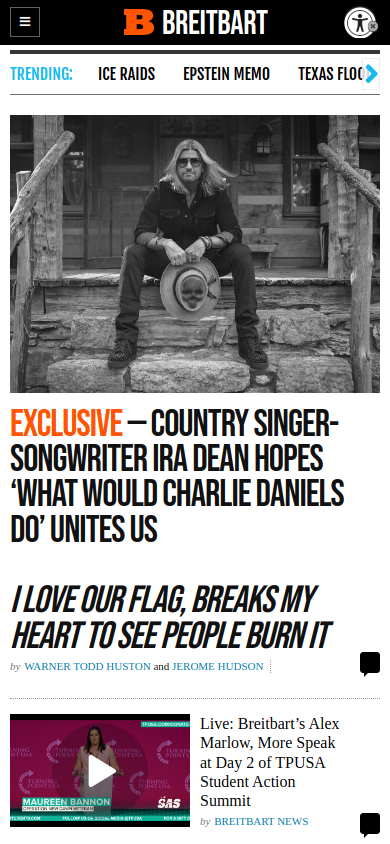 B BREITBART
TRENDING:
ICE RAIDS
EPSTEIN MEMO
TEXAS FLOO
EXCLUSIVE – COUNTRY SINGER-
SONGWRITER IRA DEAN HOPES
‘WHAT WOULD CHARLIE DANIELS
DO’ UNITES US
I LOVE OUR FLAG, BREAKS MY
HEART TO SEE PEOPLE BURN IT
by WARNER TODD HUSTON and JEROME HUDSON
TURNING POINT
MAUREEN BANNON
SAS
Live: Breitbart’s Alex
Marlow, More Speak
at Day 2 of TPUSA
Student Action
Summit
by BREITBART NEWS